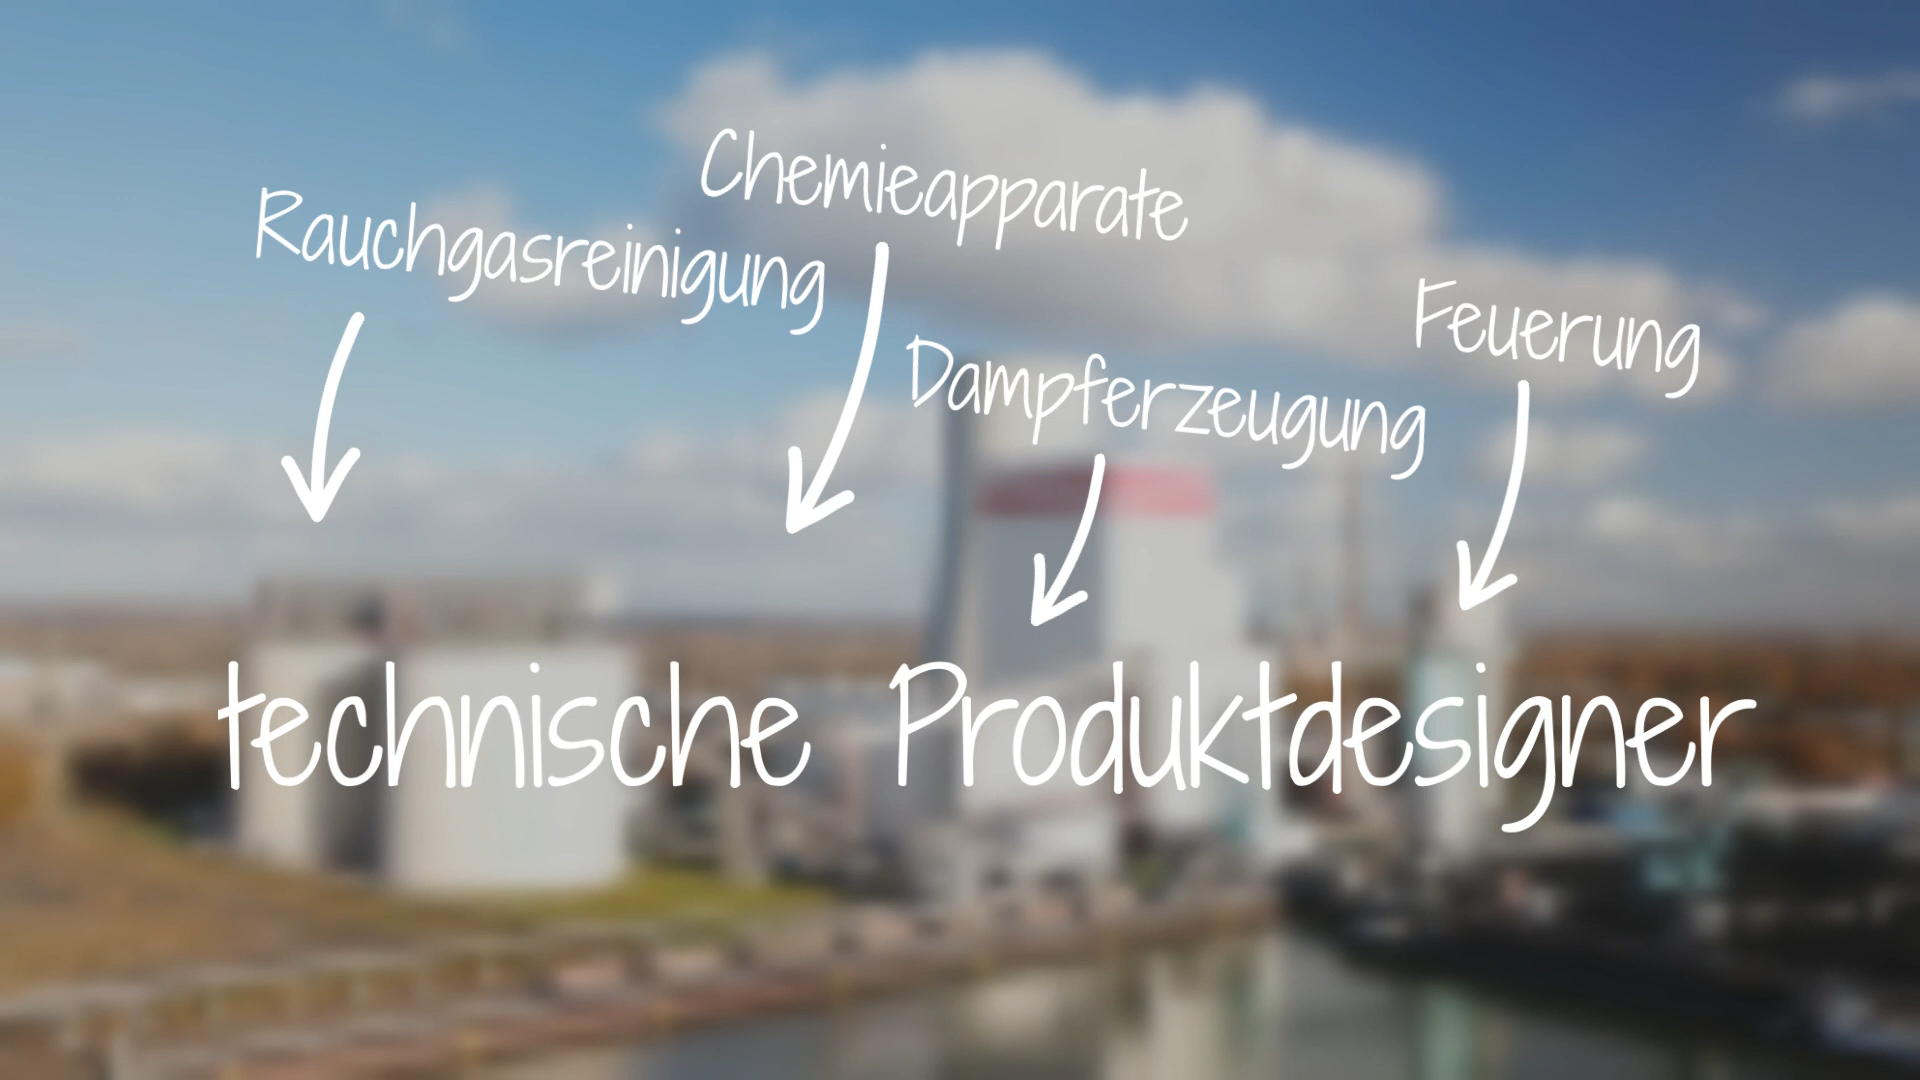 Chemieapparate
Rauchgasreinigung
Feuerung
Dampferzeugung
technische Produktdesigner